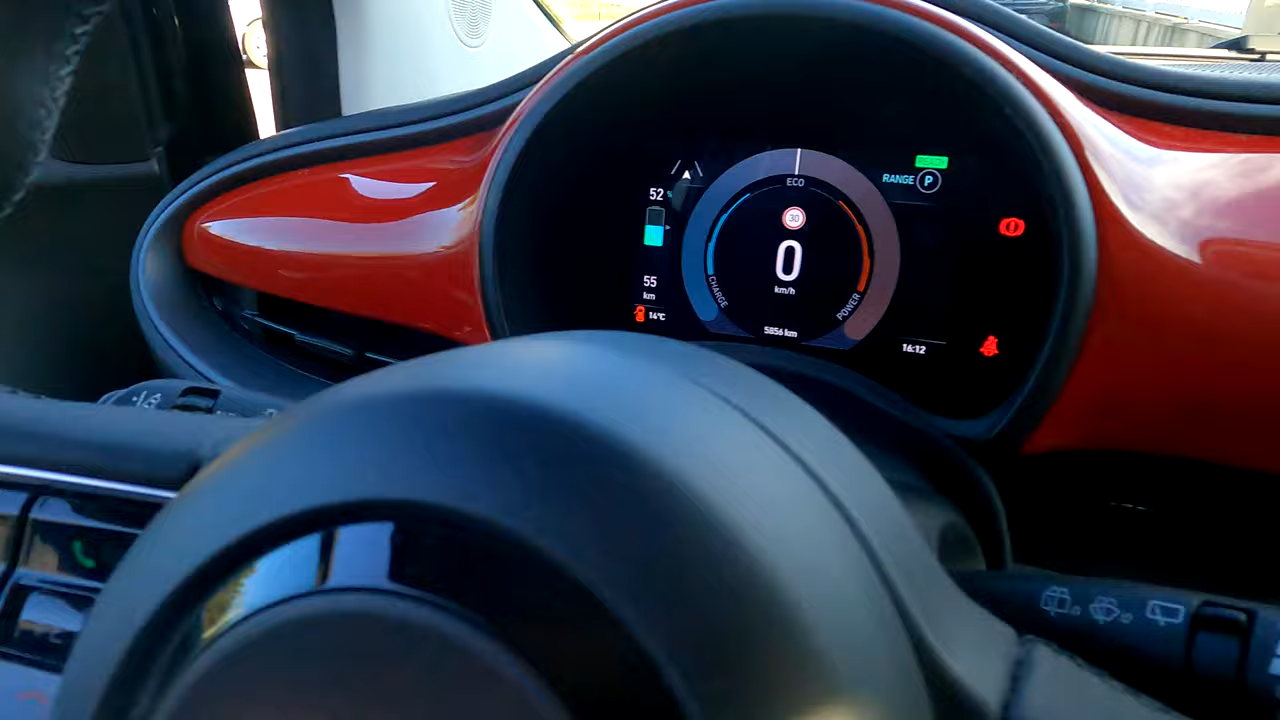 READY
RANGE P
52 %
ECO
30
0
km/h
55
km
14°C
CHARGE
POWER
5856 km
16:12